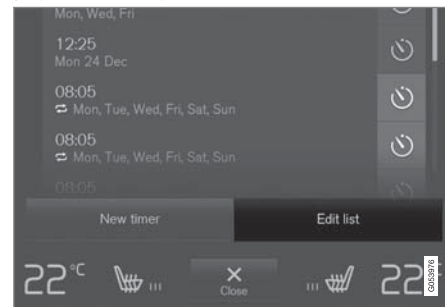 Mon, Wed, Fri
12:25
Mon 24 Dec
08:05
Mon, Tue, Wed, Fri, Sat, Sun
08:05
Mon, Tue, Wed, Fri, Sat, Sun
08:05
New timer Edit list
22°C Close 22
G053976